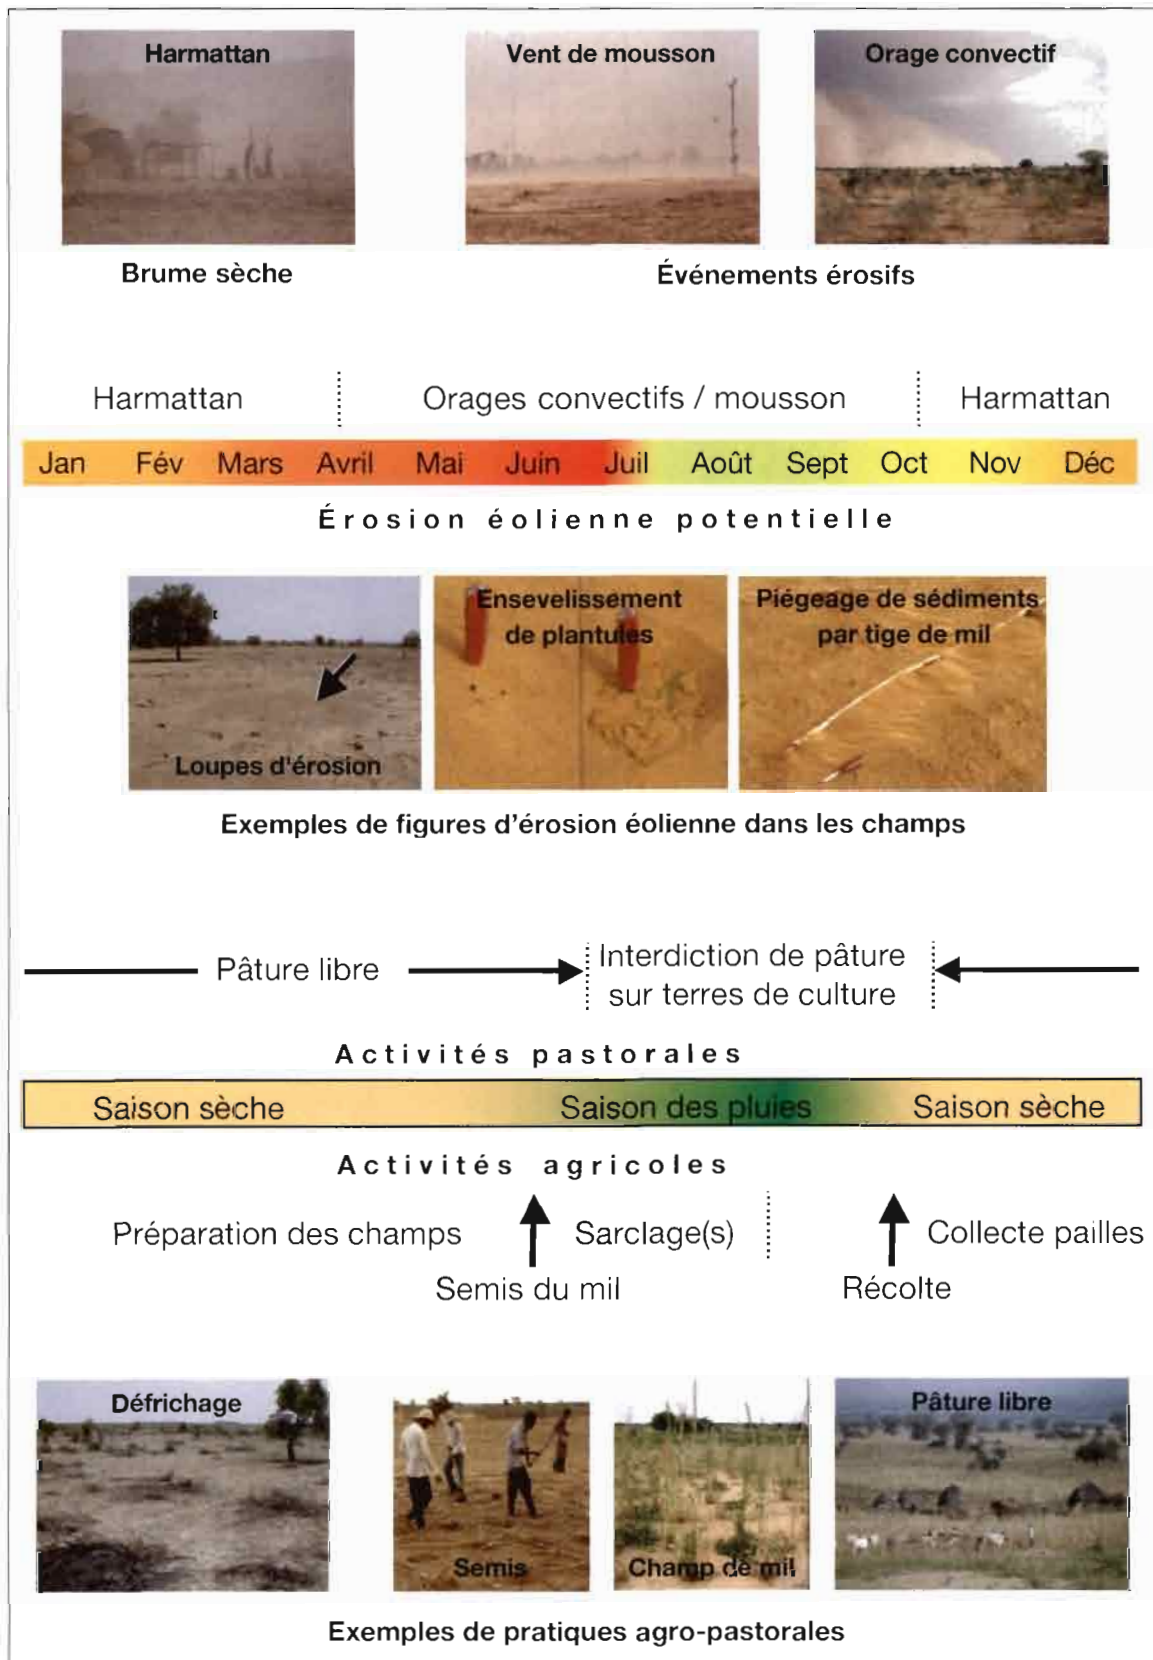 Harmattan
Vent de mousson
Orage convectif
Brume sèche
Événements érosifs
Harmattan
Orages convectifs / mousson
Harmattan
Jan Fév Mars Avril Mai Juin Juil Août Sept Oct Nov Déc
Érosion éolienne potentielle
Loupes d'érosion
Ensevelissement
de plantules
Piégeage de sédiments
par tige de mil
Exemples de figures d'érosion éolienne dans les champs
Pâture libre
Interdiction de pâture
sur terres de culture
Activités pastorales
Saison sèche
Saison des pluies
Saison sèche
Activités agricoles
Préparation des champs
Sarclage(s)
Collecte pailles
Semis du mil
Récolte
Défrichage
Semis
Champ de mil
Pâture libre
Exemples de pratiques agro-pastorales